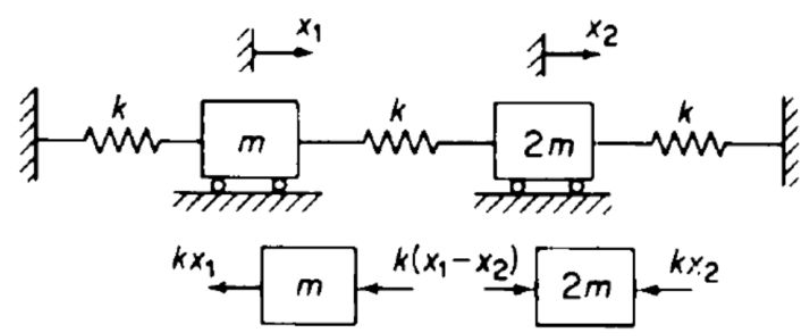 x₁ x₂
k k k
m 2m
kx₁ m k(x₁−x₂) 2m kx₂